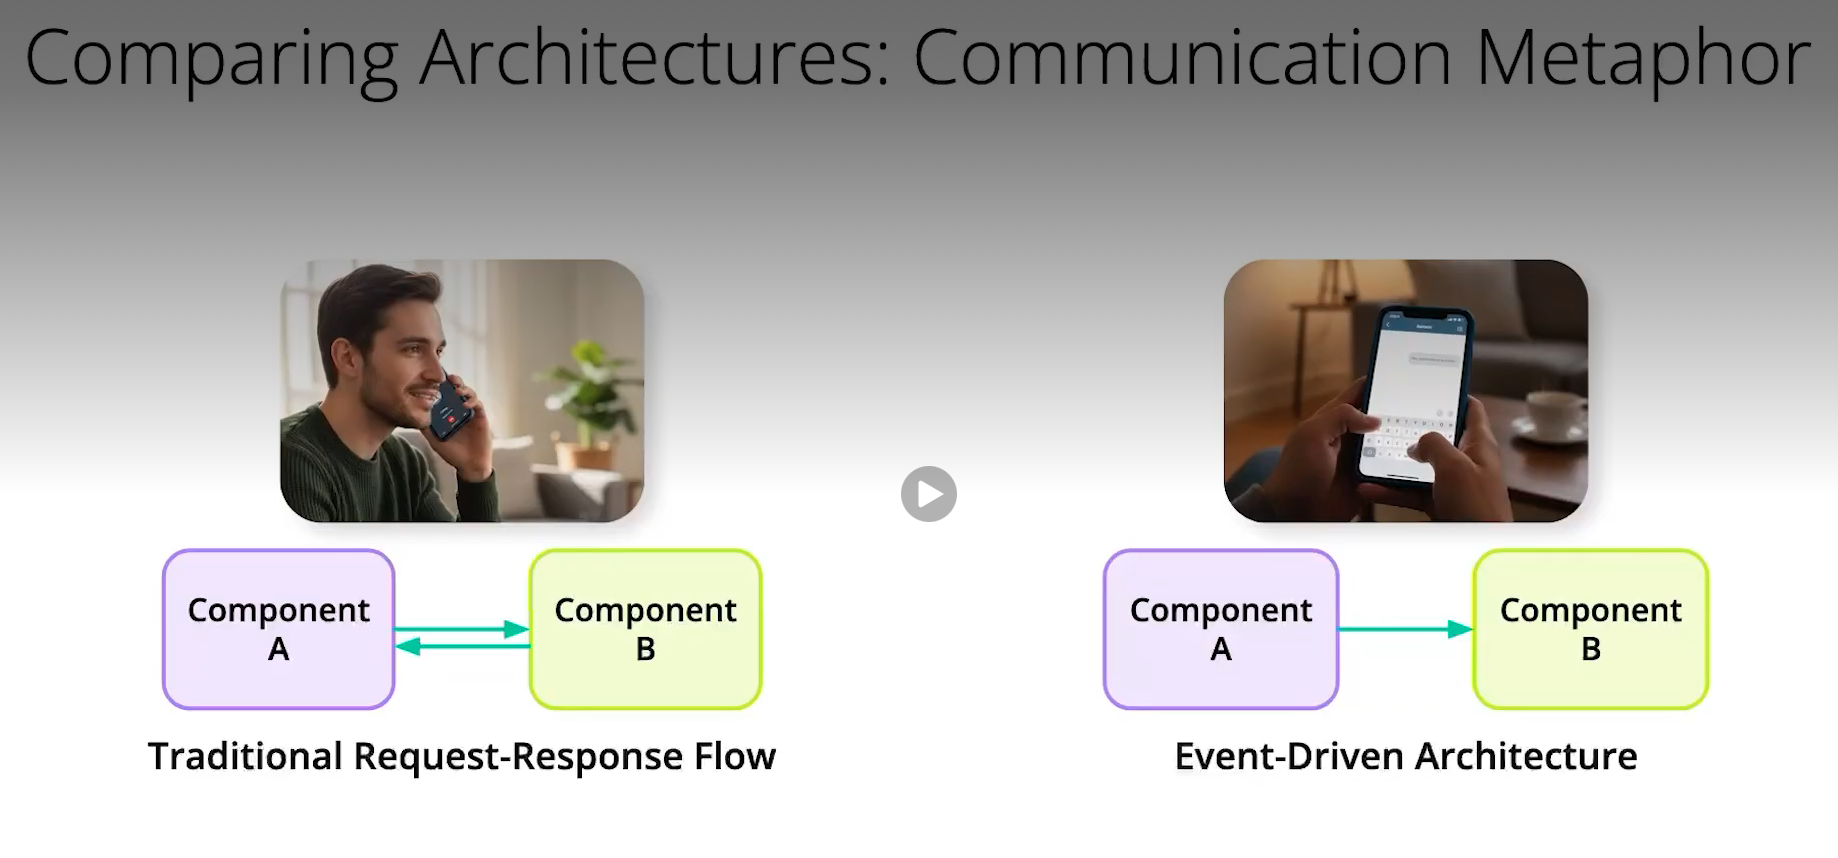 Comparing Architectures: Communication Metaphor
Component
A
Component
B
Traditional Request-Response Flow
Component
A
Component
B
Event-Driven Architecture